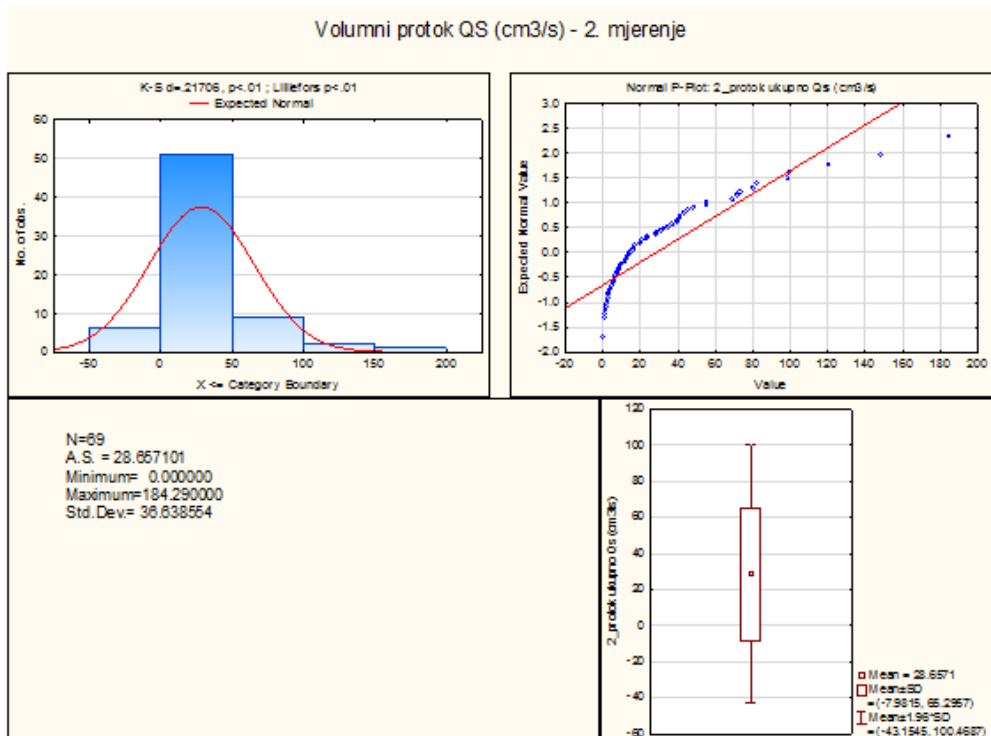 Volumni protok QS (cm3/s) - 2. mjerenje
K-S d=.21706, p<.01 ; Lilliefors p<.01
Expected Normal
60
50
40
30
20
10
0
No. of obs.
-50 0 50 100 150 200
X <= Category Boundary
Normal P-Plot: 2_protok ukupno Qs (cm3/s)
3.0
2.5
2.0
1.5
1.0
0.5
0.0
-0.5
-1.0
-1.5
-2.0
Expected Normal Value
-20 0 20 40 60 80 100 120 140 160 180 200
Value
N=69
A.S. = 28.657101
Minimum= 0.000000
Maximum=184.290000
Std.Dev.= 36.638554
120
100
80
60
40
20
0
-20
-40
-60
2_protok ukupno Qs (cm3/s)
Mean = 28.6571
Mean±SD
= (-7.9815, 65.2957)
Mean±1.96*SD
= (-43.1545, 100.4687)